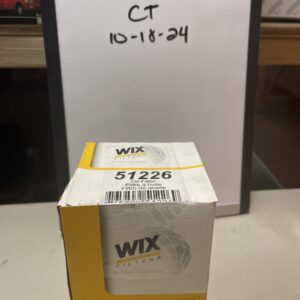 CT
10-18-24
WIX
FILTERS
51226
Oil Filter
Filtre à huile
Filtro de aceite
WIX
FILTERS